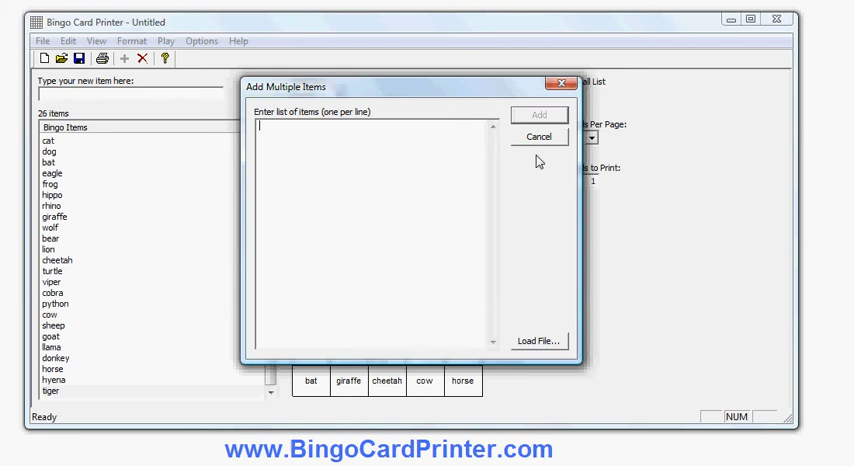 Bingo Card Printer - Untitled
File Edit View Format Play Options Help
Type your new item here:
26 items
Bingo Items
cat
dog
bat
eagle
frog
hippo
rhino
giraffe
wolf
bear
lion
cheetah
turtle
viper
cobra
python
cow
sheep
goat
llama
donkey
horse
hyena
tiger
Add Multiple Items
Enter list of items (one per line)
Add
Cancel
Load File...
all List
Per Page:
to Print:
1
bat giraffe cheetah cow horse
Ready
NUM
www.BingoCardPrinter.com